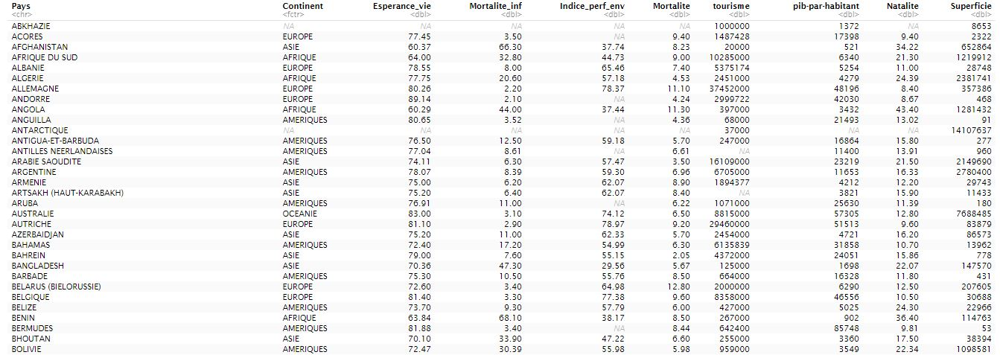 Pays Continent Esperance_vie Mortalite_inf Indice_perf_env Mortalite tourisme pib-par-habitant Natalite Superficie
<chr> <fctr> <dbl> <dbl> <dbl> <dbl> <dbl> <dbl> <dbl> <dbl>
ABKHAZIE NA NA NA NA NA 1000000 1372 NA 8653
ACORES EUROPE 77.45 3.50 NA 9.40 1487428 17398 9.40 2322
AFGHANISTAN ASIE 60.37 66.30 37.74 8.23 20000 521 34.22 652864
AFRIQUE DU SUD AFRIQUE 64.00 32.80 44.73 9.00 10285000 6340 21.30 1219912
ALBANIE EUROPE 78.55 8.00 65.46 7.40 5375174 5254 11.00 28748
ALGERIE AFRIQUE 77.75 20.60 57.18 4.53 2451000 4279 24.39 2381741
ALLEMAGNE EUROPE 80.26 2.20 78.37 11.10 37452000 48196 8.40 357386
ANDORRE EUROPE 89.14 2.10 NA 4.24 2999722 42030 8.67 468
ANGOLA AFRIQUE 60.29 44.00 37.44 11.30 397000 3432 43.40 1281432
ANGUILLA AMERIQUES 80.65 3.52 NA 4.36 68000 21493 13.02 91
ANTARCTIQUE NA NA NA NA NA 37000 NA NA 14107637
ANTIGUA-ET-BARBUDA AMERIQUES 76.50 12.50 59.18 5.70 247000 16864 15.80 277
ANTILLES NEERLANDAISES AMERIQUES 77.04 8.61 NA 6.61 NA 11400 13.91 960
ARABIE SAOUDITE ASIE 74.11 6.30 57.47 3.50 16109000 23219 21.50 2149690
ARGENTINE AMERIQUES 78.07 8.39 59.30 6.96 6705000 11653 16.33 2780400
ARMENIE ASIE 75.00 6.20 62.07 8.90 1894377 4212 12.20 29743
ARTSAKH (HAUT-KARABAKH) ASIE 75.20 6.40 62.07 8.40 NA 3821 15.90 11433
ARUBA AMERIQUES 76.91 11.00 NA 6.22 1071000 25630 11.39 180
AUSTRALIE OCEANIE 83.00 3.10 74.12 6.50 8815000 57305 12.80 7688485
AUTRICHE EUROPE 81.10 2.90 78.97 9.20 29460000 51513 9.60 83879
AZERBAIDJAN ASIE 75.20 11.00 62.33 5.70 2454000 4721 16.20 86573
BAHAMAS AMERIQUES 72.40 17.20 54.99 6.30 6135839 31858 10.70 13962
BAHREIN ASIE 79.00 7.60 55.15 2.05 4372000 24051 15.86 778
BANGLADESH ASIE 70.36 47.30 29.56 5.67 125000 1698 22.07 147570
BARBADE AMERIQUES 75.30 10.50 55.76 8.50 664000 16328 11.80 431
BELARUS (BIELORUSSIE) EUROPE 72.60 3.40 64.98 12.80 2000000 6290 12.50 207605
BELGIQUE EUROPE 81.40 3.30 77.38 9.60 8358000 46556 10.50 30688
BELIZE AMERIQUES 73.70 9.30 57.79 6.00 427000 5025 24.30 22966
BENIN AFRIQUE 63.84 68.10 38.17 8.50 267000 902 36.40 114763
BERMUDES AMERIQUES 81.88 3.40 NA 8.44 642400 85748 9.81 53
BHOUTAN ASIE 70.10 33.90 47.22 6.60 255000 3360 17.50 38394
BOLIVIE AMERIQUES 72.47 30.39 55.98 5.98 959000 3549 22.34 1098581